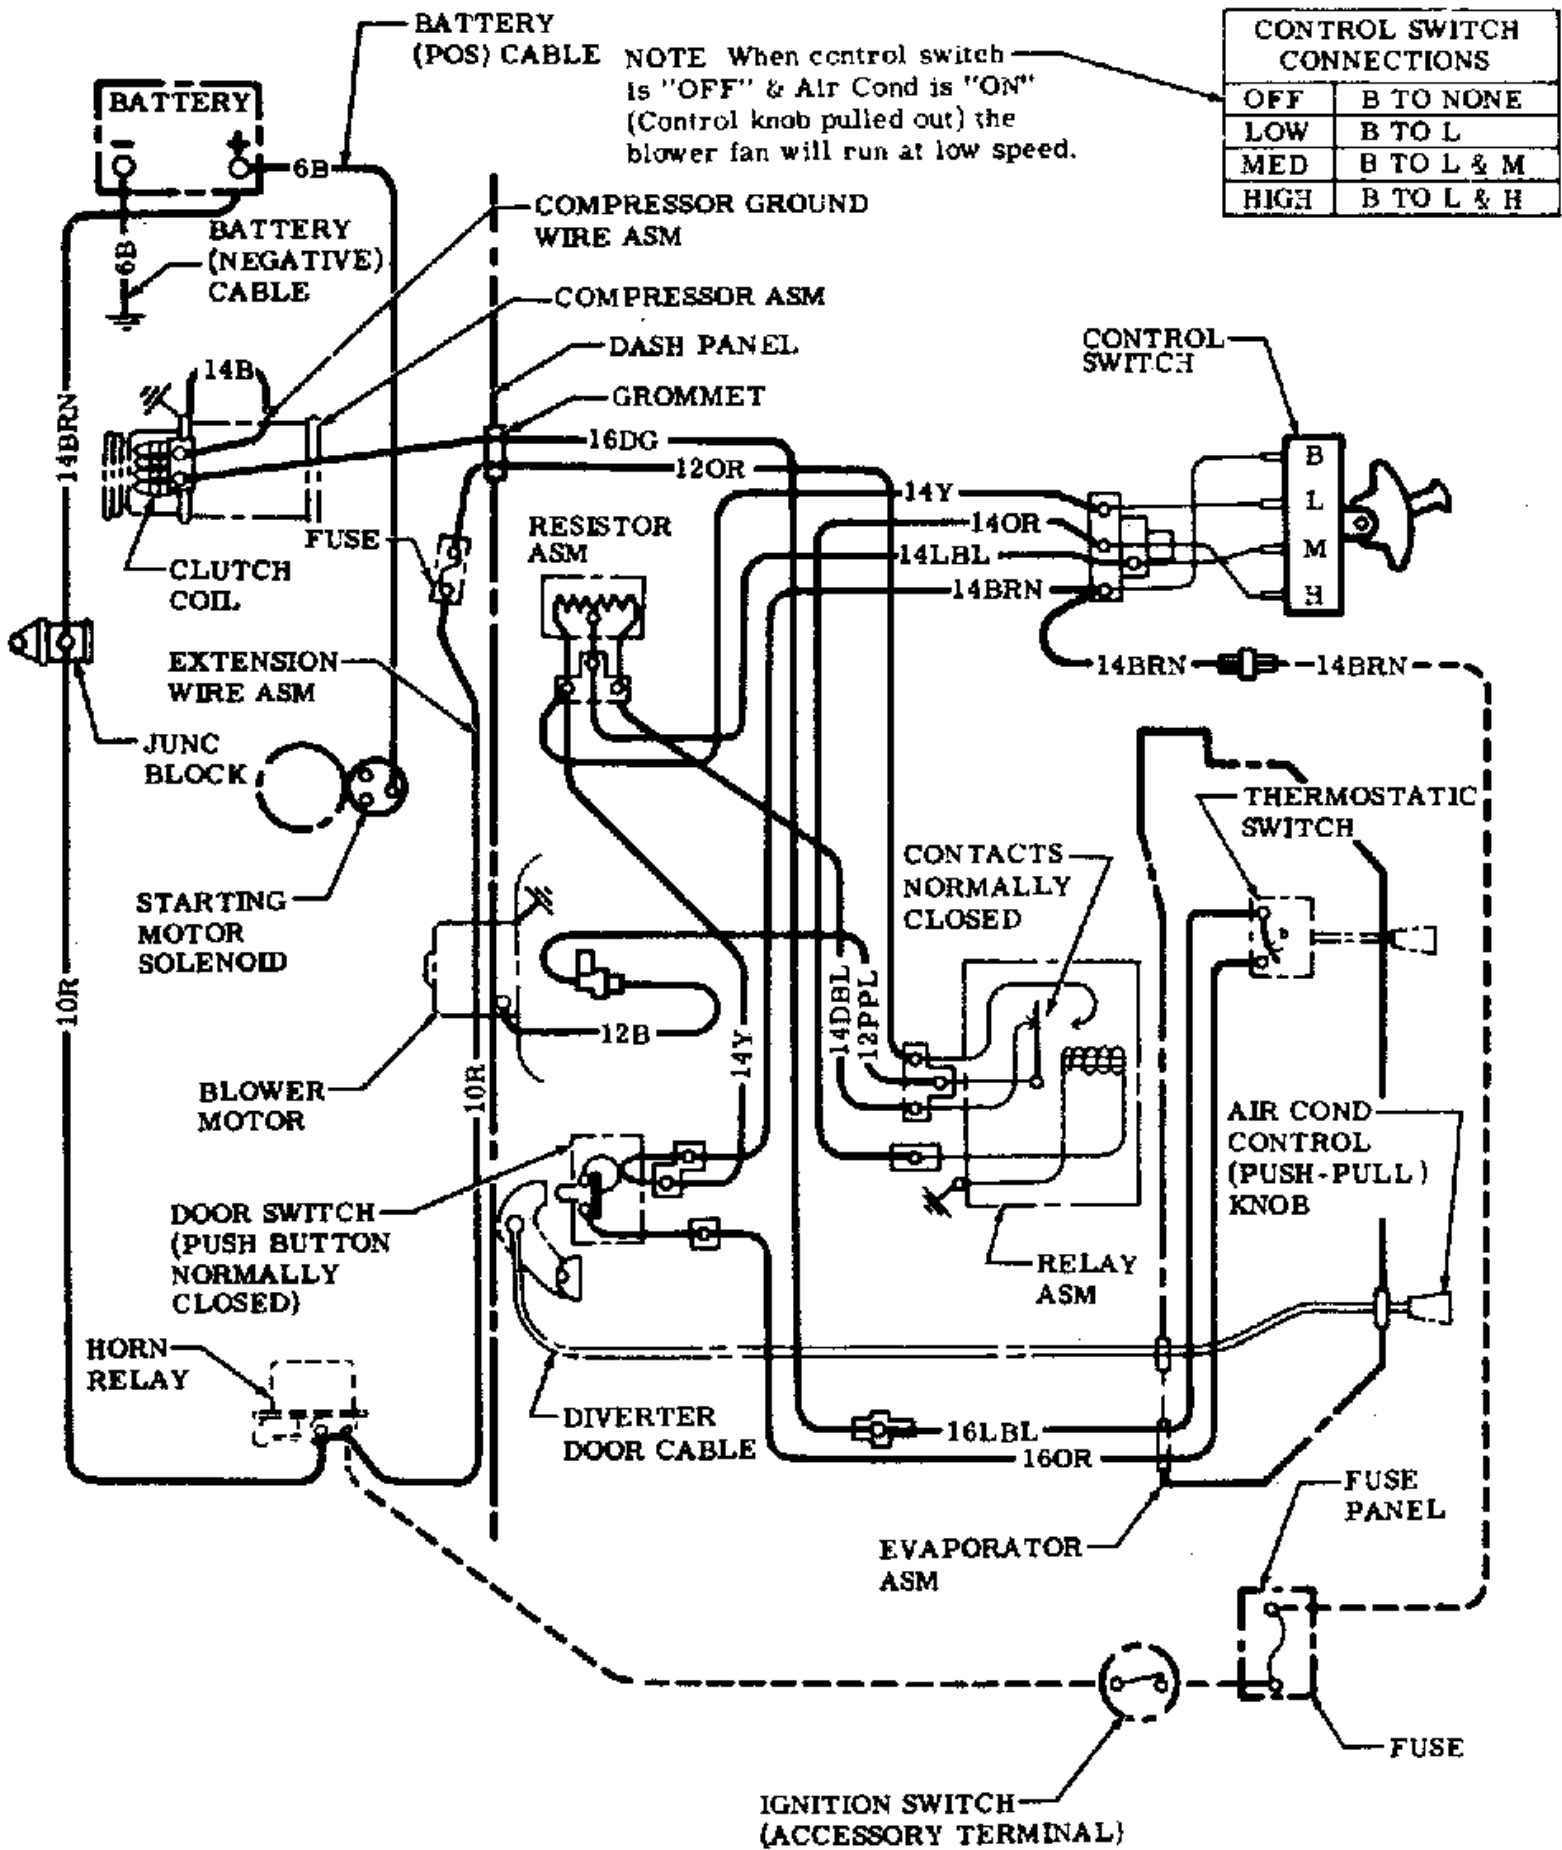 BATTERY
(POS) CABLE
NOTE When control switch
is "OFF" & Air Cond is "ON"
(Control knob pulled out) the
blower fan will run at low speed.
CONTROL SWITCH
CONNECTIONS
OFF B TO NONE
LOW B TO L
MED B TO L & M
HIGH B TO L & H
BATTERY
- +
6B
6B
BATTERY
(NEGATIVE)
CABLE
COMPRESSOR GROUND
WIRE ASM
COMPRESSOR ASM
DASH PANEL
GROMMET
CONTROL
SWITCH
14B
14BRN
16DG
12OR
14Y
14OR
14LBL
14BRN
B
L
M
H
FUSE
RESISTOR
ASM
CLUTCH
COIL
EXTENSION
WIRE ASM
14BRN
14BRN
JUNC
BLOCK
THERMOSTATIC
SWITCH
STARTING
MOTOR
SOLENOID
CONTACTS
NORMALLY
CLOSED
10R
12B
14DBL
12PPL
14Y
10R
BLOWER
MOTOR
AIR COND
CONTROL
(PUSH-PULL)
KNOB
DOOR SWITCH
(PUSH BUTTON
NORMALLY
CLOSED)
RELAY
ASM
HORN
RELAY
DIVERTER
DOOR CABLE
16LBL
16OR
FUSE
PANEL
EVAPORATOR
ASM
FUSE
IGNITION SWITCH
(ACCESSORY TERMINAL)